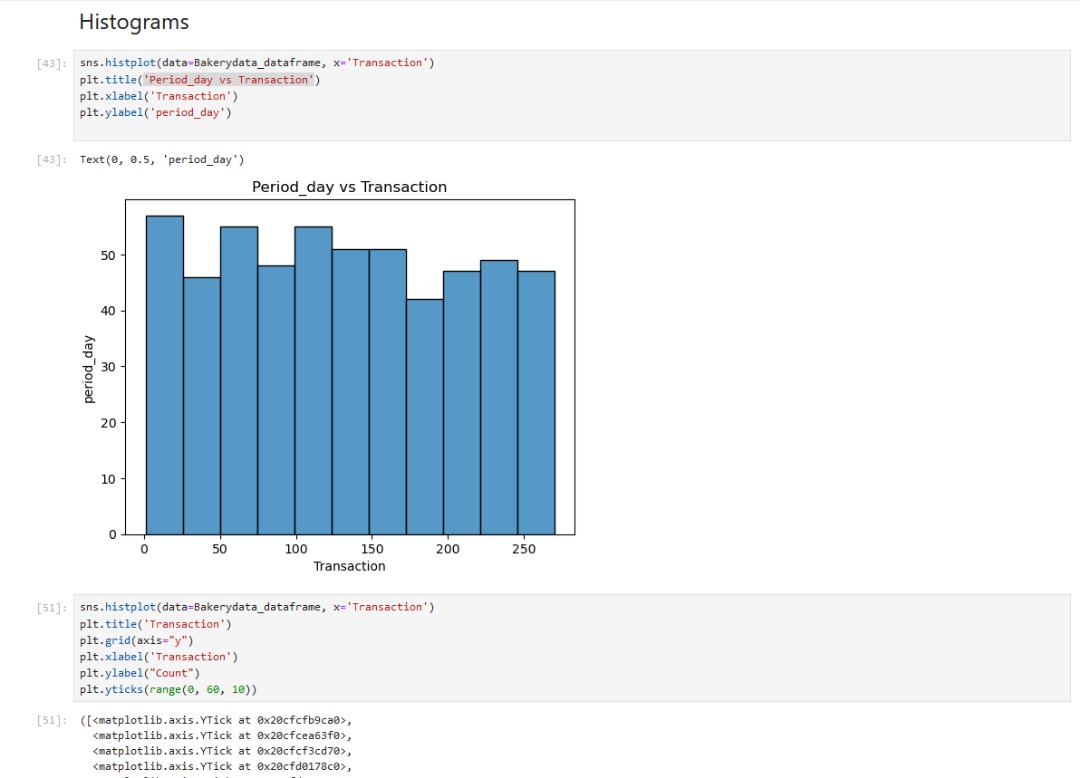 Histograms
[43]: sns.histplot(data=Bakerydata_dataframe, x='Transaction')
plt.title('Period_day vs Transaction')
plt.xlabel('Transaction')
plt.ylabel('period_day')
[43]: Text(0, 0.5, 'period_day')
Period_day vs Transaction
50
40
30
20
10
0
period_day
0 50 100 150 200 250
Transaction
[51]: sns.histplot(data=Bakerydata_dataframe, x='Transaction')
plt.title('Transaction')
plt.grid(axis="y")
plt.xlabel('Transaction')
plt.ylabel("Count")
plt.yticks(range(0, 60, 10))
[51]: ([<matplotlib.axis.YTick at 0x20cfcfb9ca0>,
<matplotlib.axis.YTick at 0x20cfcea63f0>,
<matplotlib.axis.YTick at 0x20cfcf3cd70>,
<matplotlib.axis.YTick at 0x20cfd0178c0>,